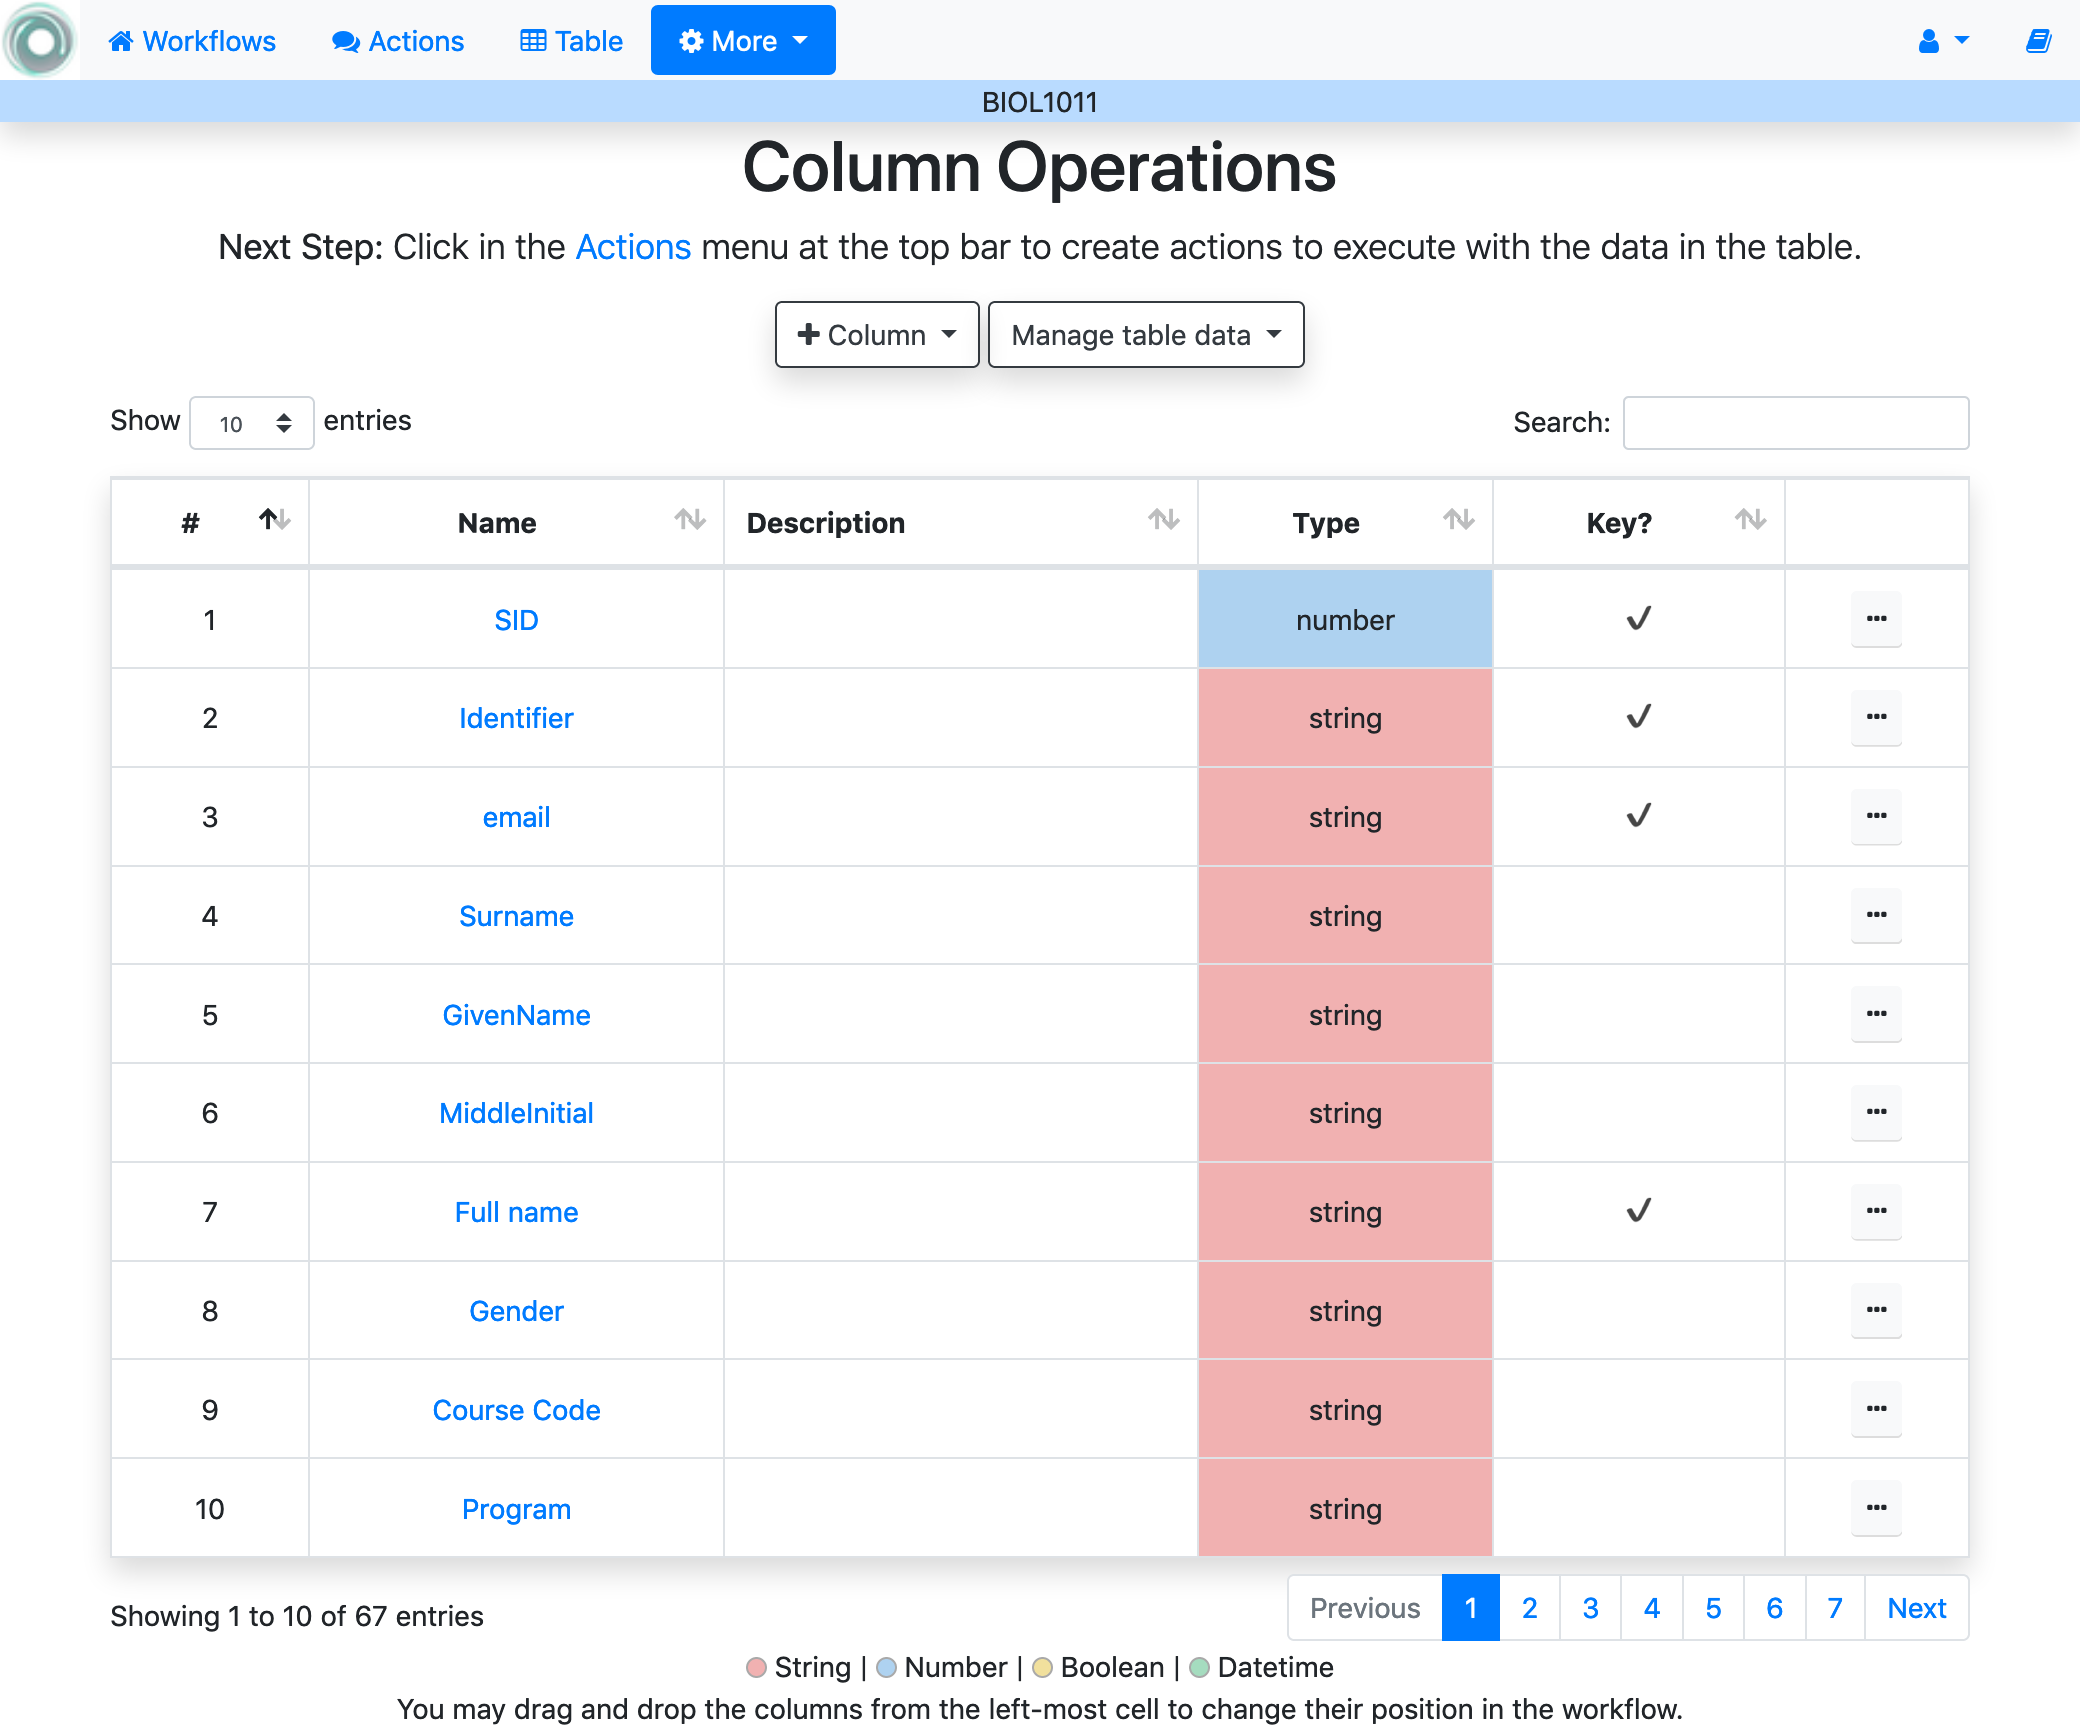 Workflows Actions Table More
BIOL1011
Column Operations
Next Step: Click in the Actions menu at the top bar to create actions to execute with the data in the table.
Column Manage table data
Show 10 entries Search:
# Name Description Type Key?
1 SID number
2 Identifier string
3 email string
4 Surname string
5 GivenName string
6 MiddleInitial string
7 Full name string
8 Gender string
9 Course Code string
10 Program string
Showing 1 to 10 of 67 entries Previous 1 2 3 4 5 6 7 Next
String | Number | Boolean | Datetime
You may drag and drop the columns from the left-most cell to change their position in the workflow.